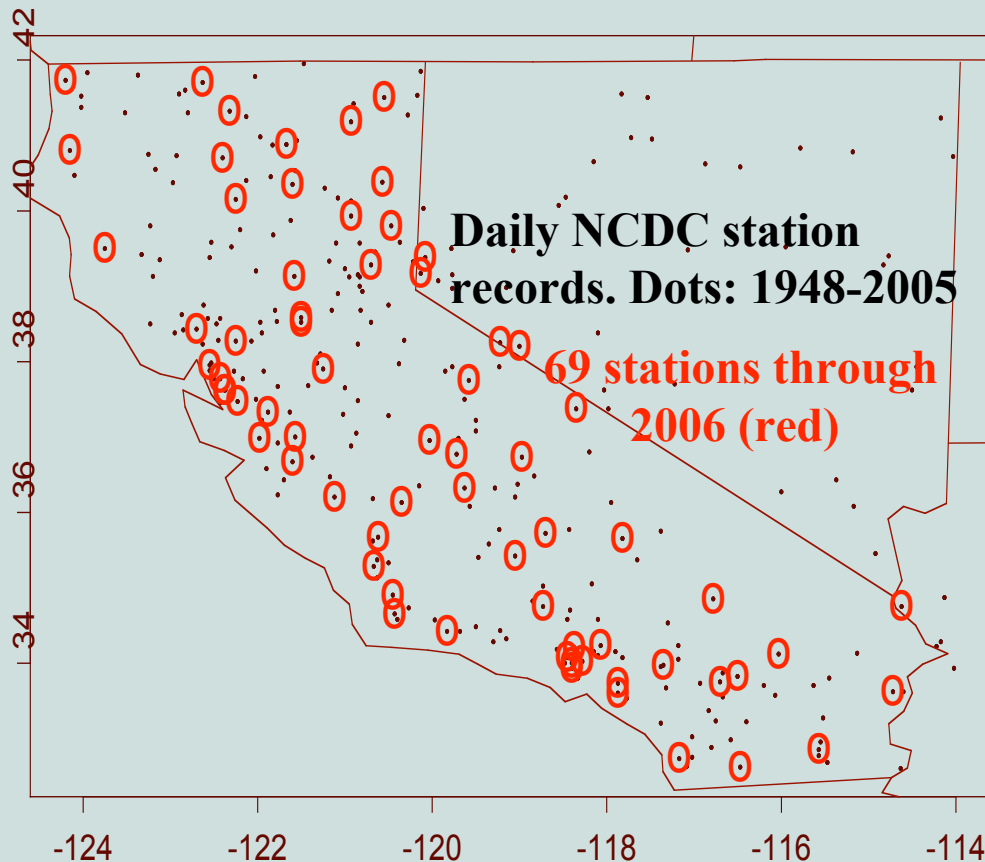 42
40
38
36
34
Daily NCDC station
records. Dots: 1948-2005
69 stations through
2006 (red)
-124
-122
-120
-118
-116
-114